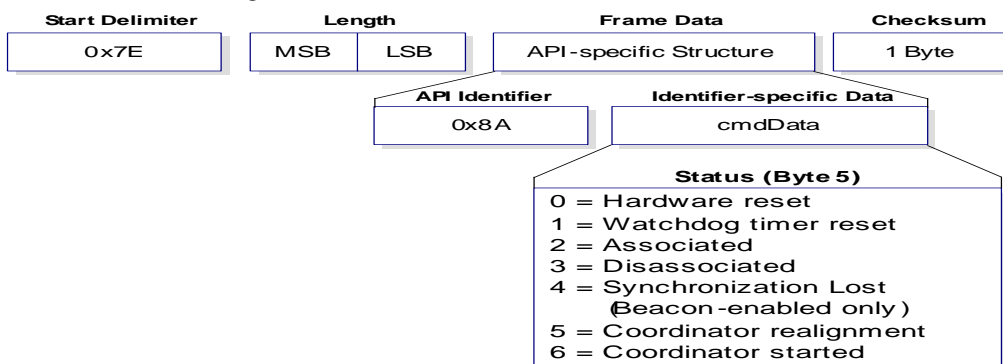 Start Delimiter Length Frame Data Checksum
0x7E MSB LSB API-specific Structure 1 Byte
API Identifier Identifier-specific Data
0x8A cmdData
Status (Byte 5)
0 = Hardware reset
1 = Watchdog timer reset
2 = Associated
3 = Disassociated
4 = Synchronization Lost
(Beacon-enabled only)
5 = Coordinator realignment
6 = Coordinator started